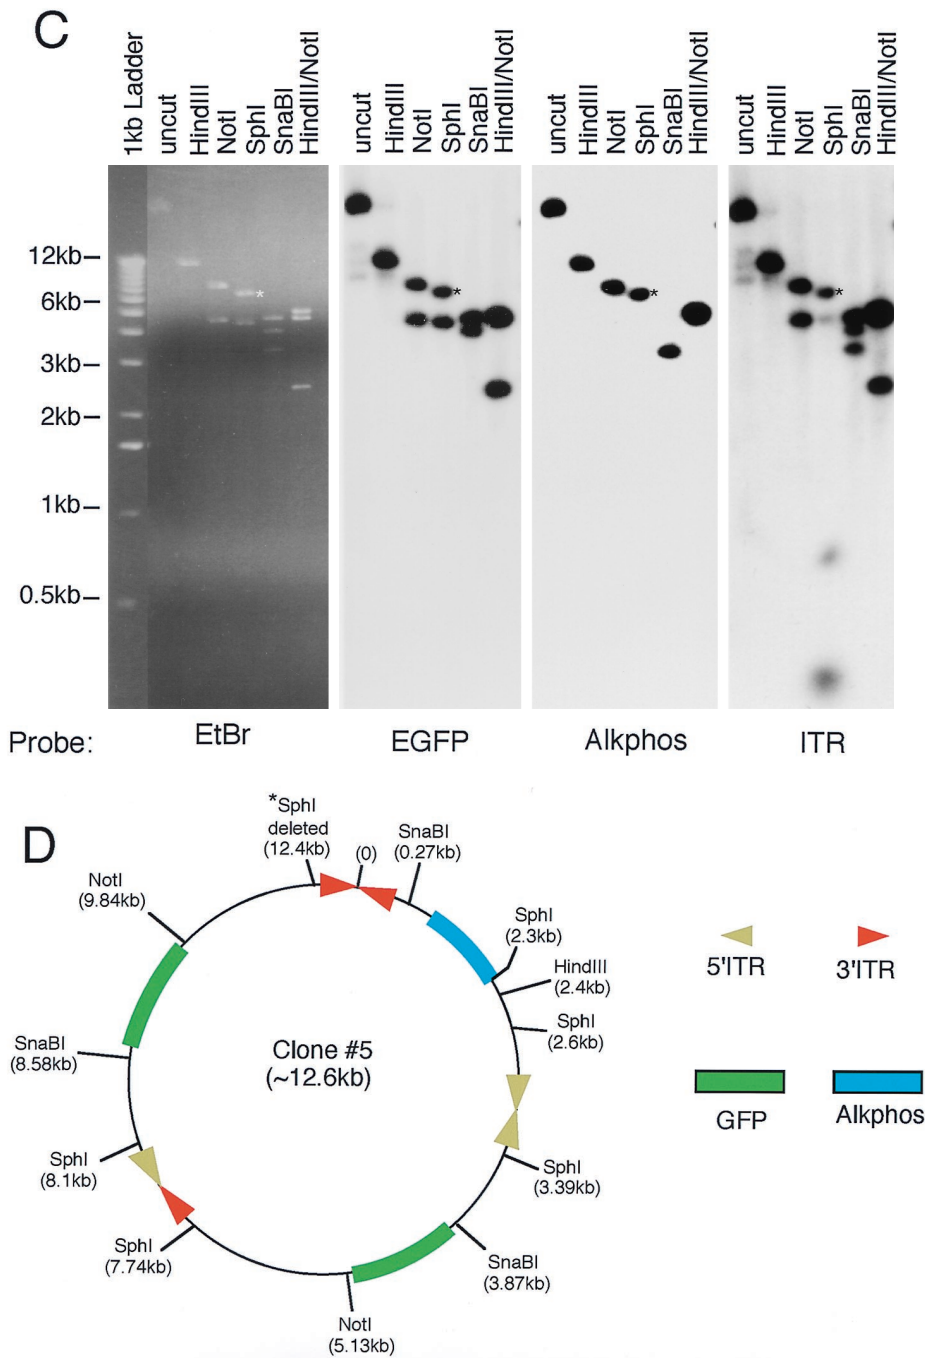 C
1kb Ladder
uncut
HindIII
NotI
SphI
SnaBI
HindIII/NotI
uncut
HindIII
NotI
SphI
SnaBI
HindIII/NotI
uncut
HindIII
NotI
SphI
SnaBI
HindIII/NotI
uncut
HindIII
NotI
SphI
SnaBI
HindIII/NotI
12kb
6kb
3kb
2kb
1kb
0.5kb
*
*
*
*
Probe: EtBr EGFP Alkphos ITR
D
*SphI
deleted
(12.4kb)
(0)
SnaBI
(0.27kb)
SphI
(2.3kb)
HindIII
(2.4kb)
SphI
(2.6kb)
SphI
(3.39kb)
SnaBI
(3.87kb)
NotI
(5.13kb)
SphI
(7.74kb)
SphI
(8.1kb)
SnaBI
(8.58kb)
NotI
(9.84kb)
Clone #5
(~12.6kb)
5'ITR
3'ITR
GFP
Alkphos